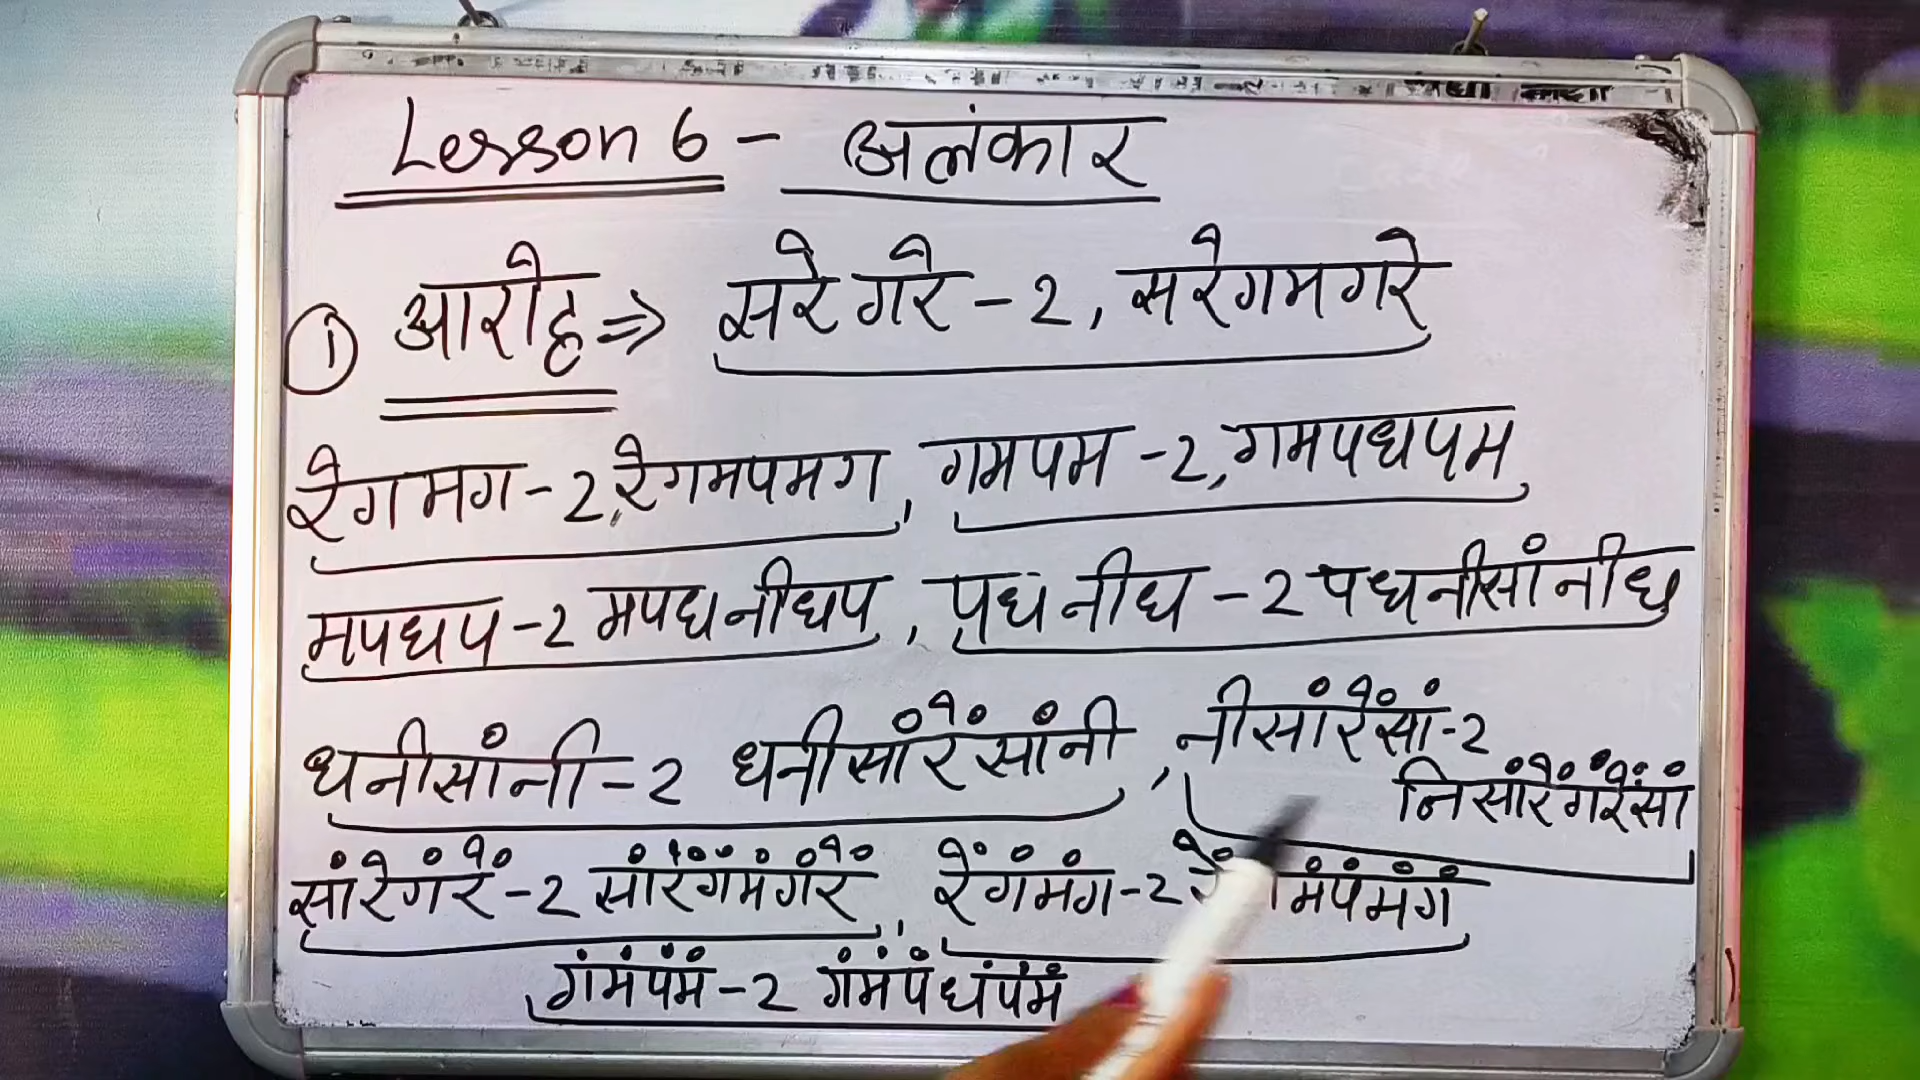 Lesson 6 - अलंकार
① आरोह ⇒ सरेगरे - 2, सरेगमगरे
रेगमग - 2, रेगमपमग, गमपम - 2, गमपधपम
मपधप - 2 मपधनीधप, पधनीध - 2 पधनीसांनीध
धनीसांनी - 2 धनीसांरेंसांनी, नीसांरेंसां - 2
निसांरेंगंरेंसां
सांरेंगंरें - 2 सांरेंगंमंगंरें, रेंगंमंगं - 2 मंपंमंगं
गंमंपंमं - 2 गंमंपंधंपंमं